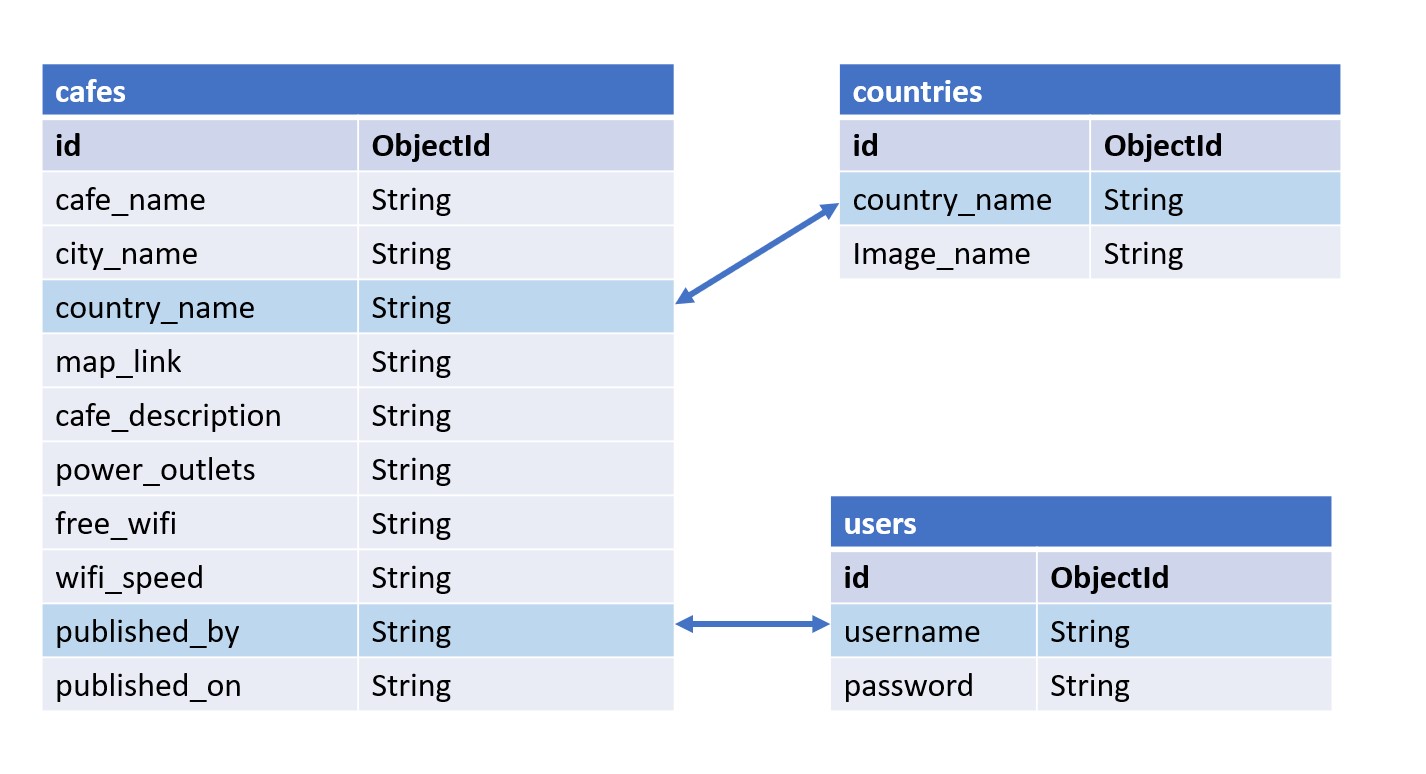 cafes
id ObjectId
cafe_name String
city_name String
country_name String
map_link String
cafe_description String
power_outlets String
free_wifi String
wifi_speed String
published_by String
published_on String
countries
id ObjectId
country_name String
Image_name String
users
id ObjectId
username String
password String